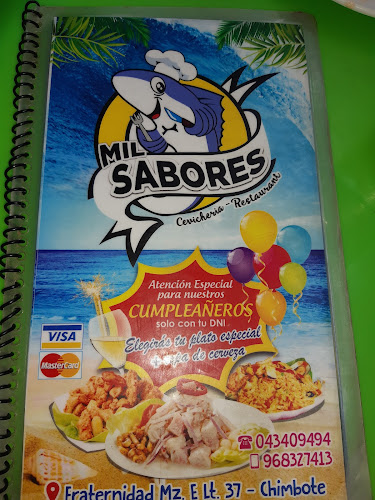 MIL
SABORES
Cevichería - Restaurant
Atención Especial
para nuestros
CUMPLEAÑEROS
solo con tu DNI
Elegirás tu plato especial
+ copa de cerveza
VISA
MasterCard
043409494
968327413
Fraternidad Mz. E Lt. 37 - Chimbote